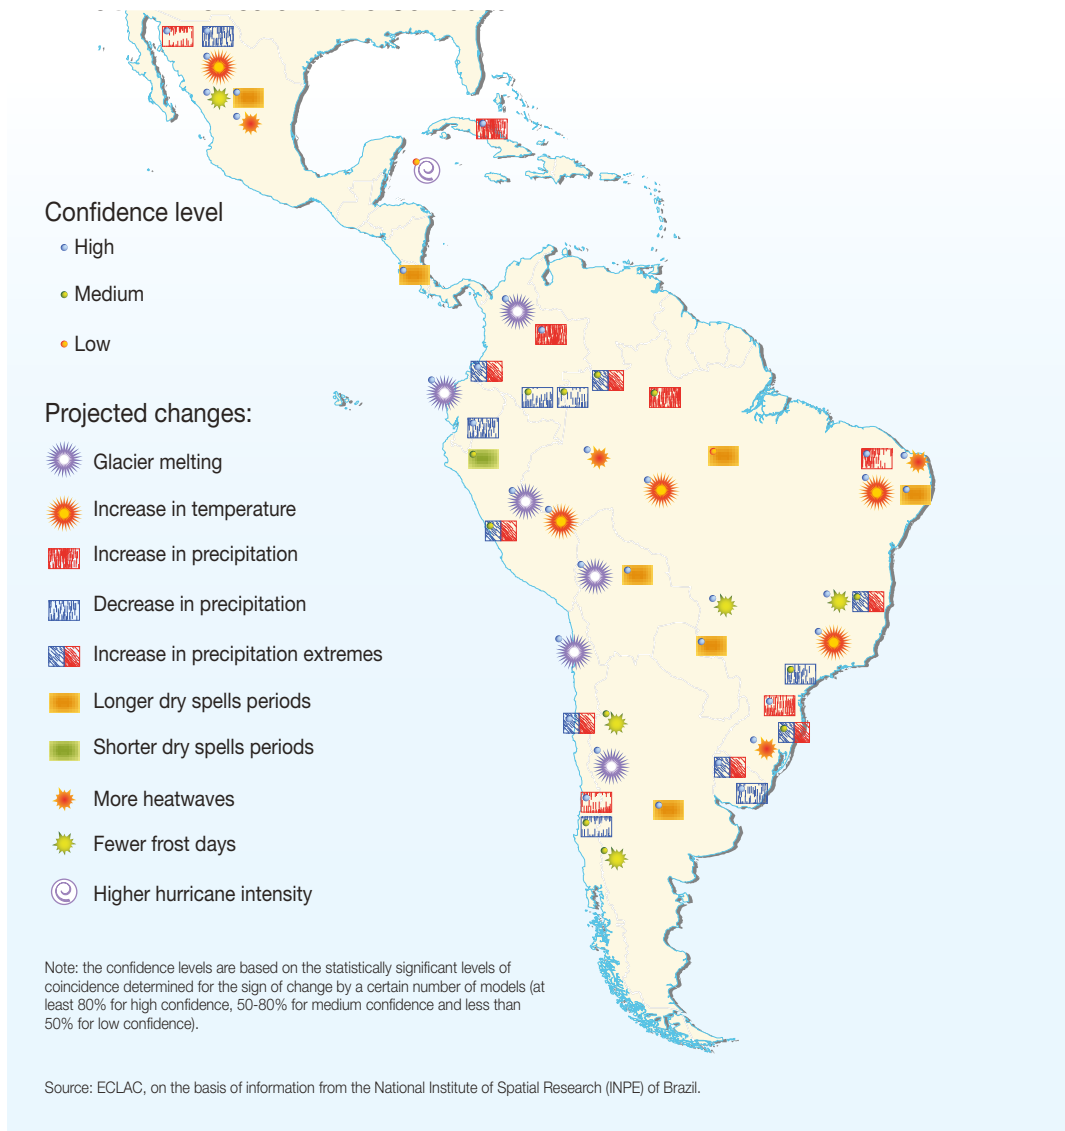 Confidence level
High
Medium
Low
Projected changes:
Glacier melting
Increase in temperature
Increase in precipitation
Decrease in precipitation
Increase in precipitation extremes
Longer dry spells periods
Shorter dry spells periods
More heatwaves
Fewer frost days
Higher hurricane intensity
Note: the confidence levels are based on the statistically significant levels of
coincidence determined for the sign of change by a certain number of models (at
least 80% for high confidence, 50-80% for medium confidence and less than
50% for low confidence).
Source: ECLAC, on the basis of information from the National Institute of Spatial Research (INPE) of Brazil.